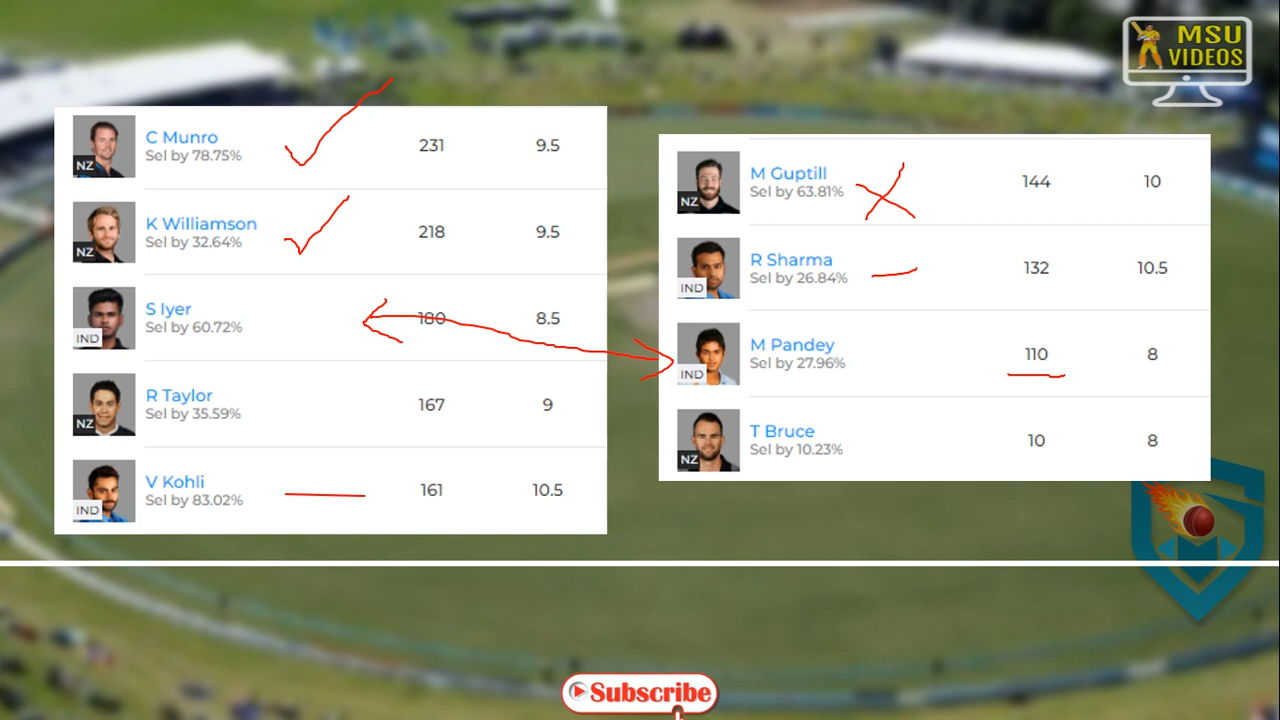 MSU
VIDEOS
C Munro
Sel by 78.75%
231
9.5
NZ
K Williamson
Sel by 32.64%
218
9.5
NZ
S Iyer
Sel by 60.72%
180
8.5
IND
R Taylor
Sel by 35.59%
167
9
NZ
V Kohli
Sel by 83.02%
161
10.5
IND
M Guptill
Sel by 63.81%
144
10
NZ
R Sharma
Sel by 26.84%
132
10.5
IND
M Pandey
Sel by 27.96%
110
8
IND
T Bruce
Sel by 10.23%
10
8
NZ
Subscribe